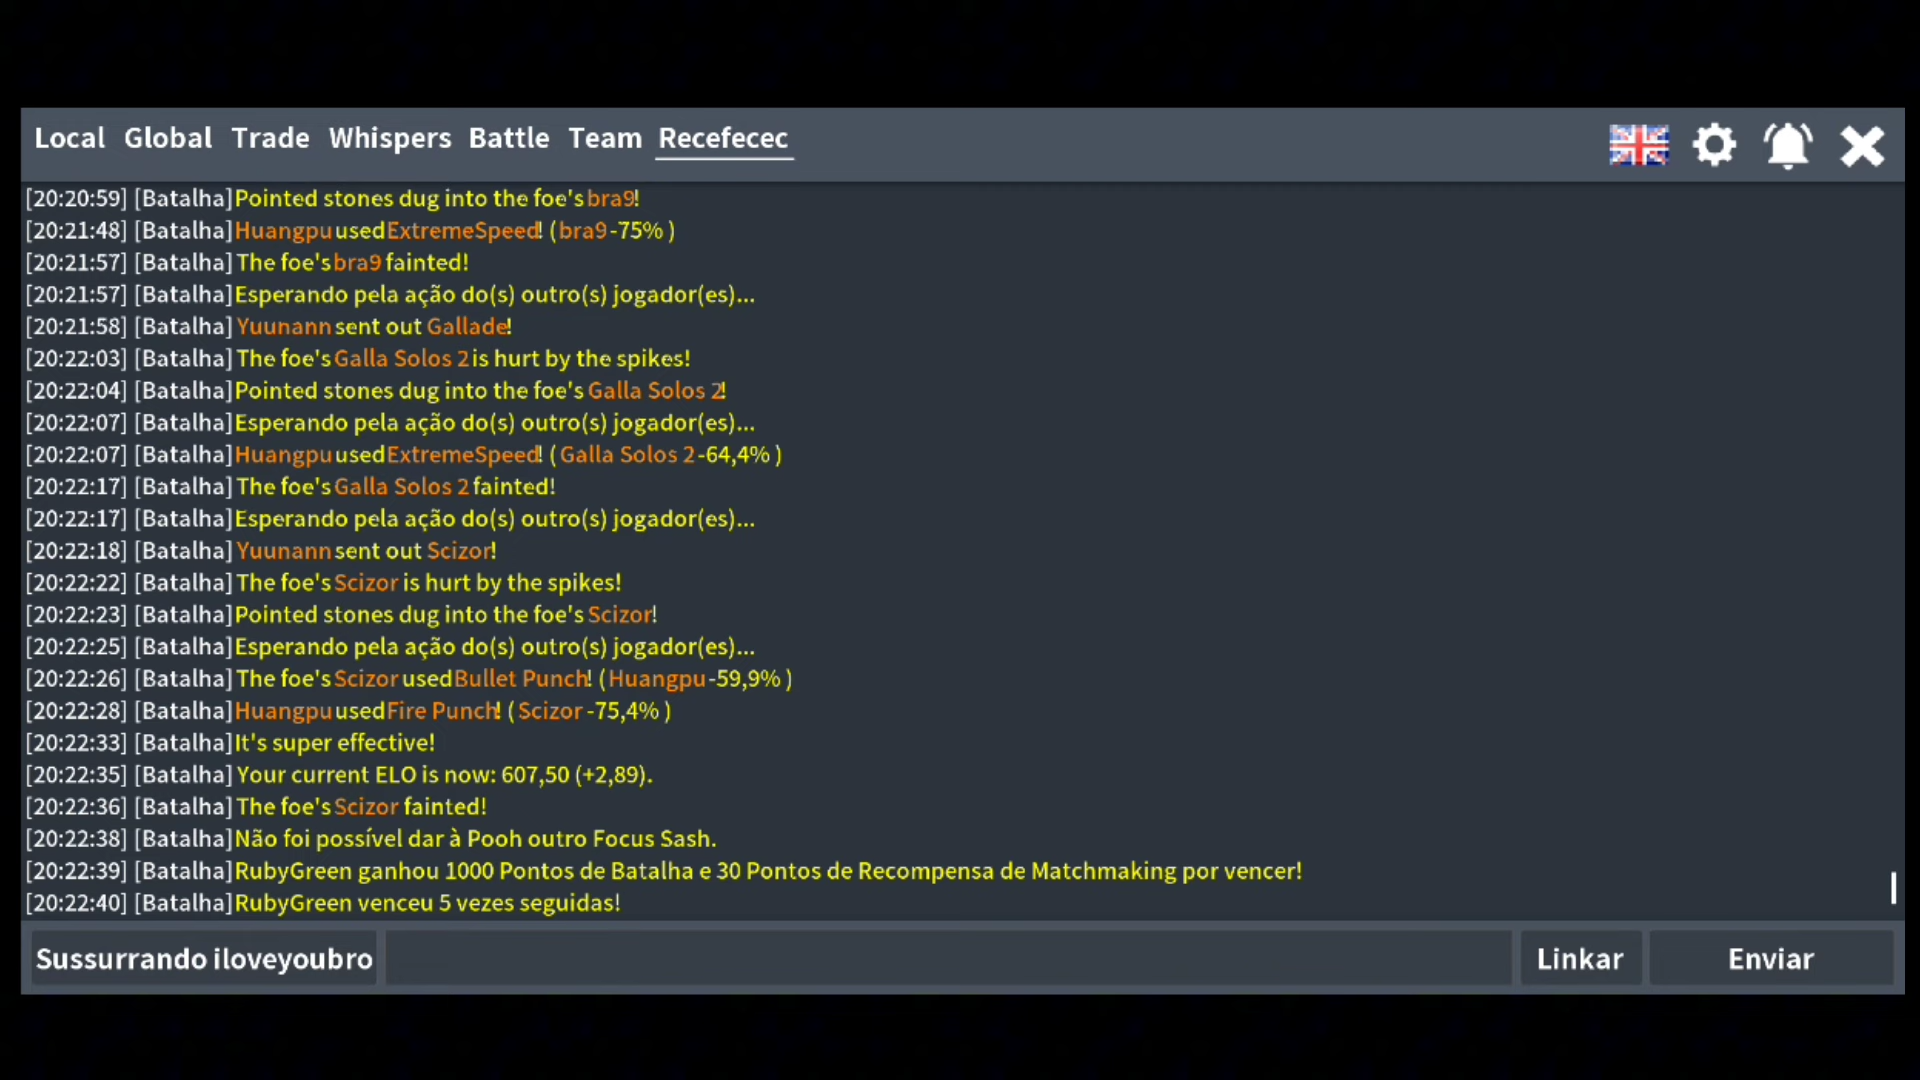 Local Global Trade Whispers Battle Team Recefecec
[20:20:59] [Batalha]Pointed stones dug into the foe's bra9!
[20:21:48] [Batalha]Huangpu used ExtremeSpeed! (bra9 -75% )
[20:21:57] [Batalha]The foe's bra9 fainted!
[20:21:57] [Batalha]Esperando pela ação do(s) outro(s) jogador(es)...
[20:21:58] [Batalha]Yuunann sent out Gallade!
[20:22:03] [Batalha]The foe's Galla Solos 2 is hurt by the spikes!
[20:22:04] [Batalha]Pointed stones dug into the foe's Galla Solos 2!
[20:22:07] [Batalha]Esperando pela ação do(s) outro(s) jogador(es)...
[20:22:07] [Batalha]Huangpu used ExtremeSpeed! (Galla Solos 2 -64,4% )
[20:22:17] [Batalha]The foe's Galla Solos 2 fainted!
[20:22:17] [Batalha]Esperando pela ação do(s) outro(s) jogador(es)...
[20:22:18] [Batalha]Yuunann sent out Scizor!
[20:22:22] [Batalha]The foe's Scizor is hurt by the spikes!
[20:22:23] [Batalha]Pointed stones dug into the foe's Scizor!
[20:22:25] [Batalha]Esperando pela ação do(s) outro(s) jogador(es)...
[20:22:26] [Batalha]The foe's Scizor used Bullet Punch! (Huangpu -59,9% )
[20:22:28] [Batalha]Huangpu used Fire Punch! (Scizor -75,4% )
[20:22:33] [Batalha]It's super effective!
[20:22:35] [Batalha]Your current ELO is now: 607,50 (+2,89).
[20:22:36] [Batalha]The foe's Scizor fainted!
[20:22:38] [Batalha]Não foi possível dar à Pooh outro Focus Sash.
[20:22:39] [Batalha]RubyGreen ganhou 1000 Pontos de Batalha e 30 Pontos de Recompensa de Matchmaking por vencer!
[20:22:40] [Batalha]RubyGreen venceu 5 vezes seguidas!
Sussurrando iloveyoubro Linkar Enviar